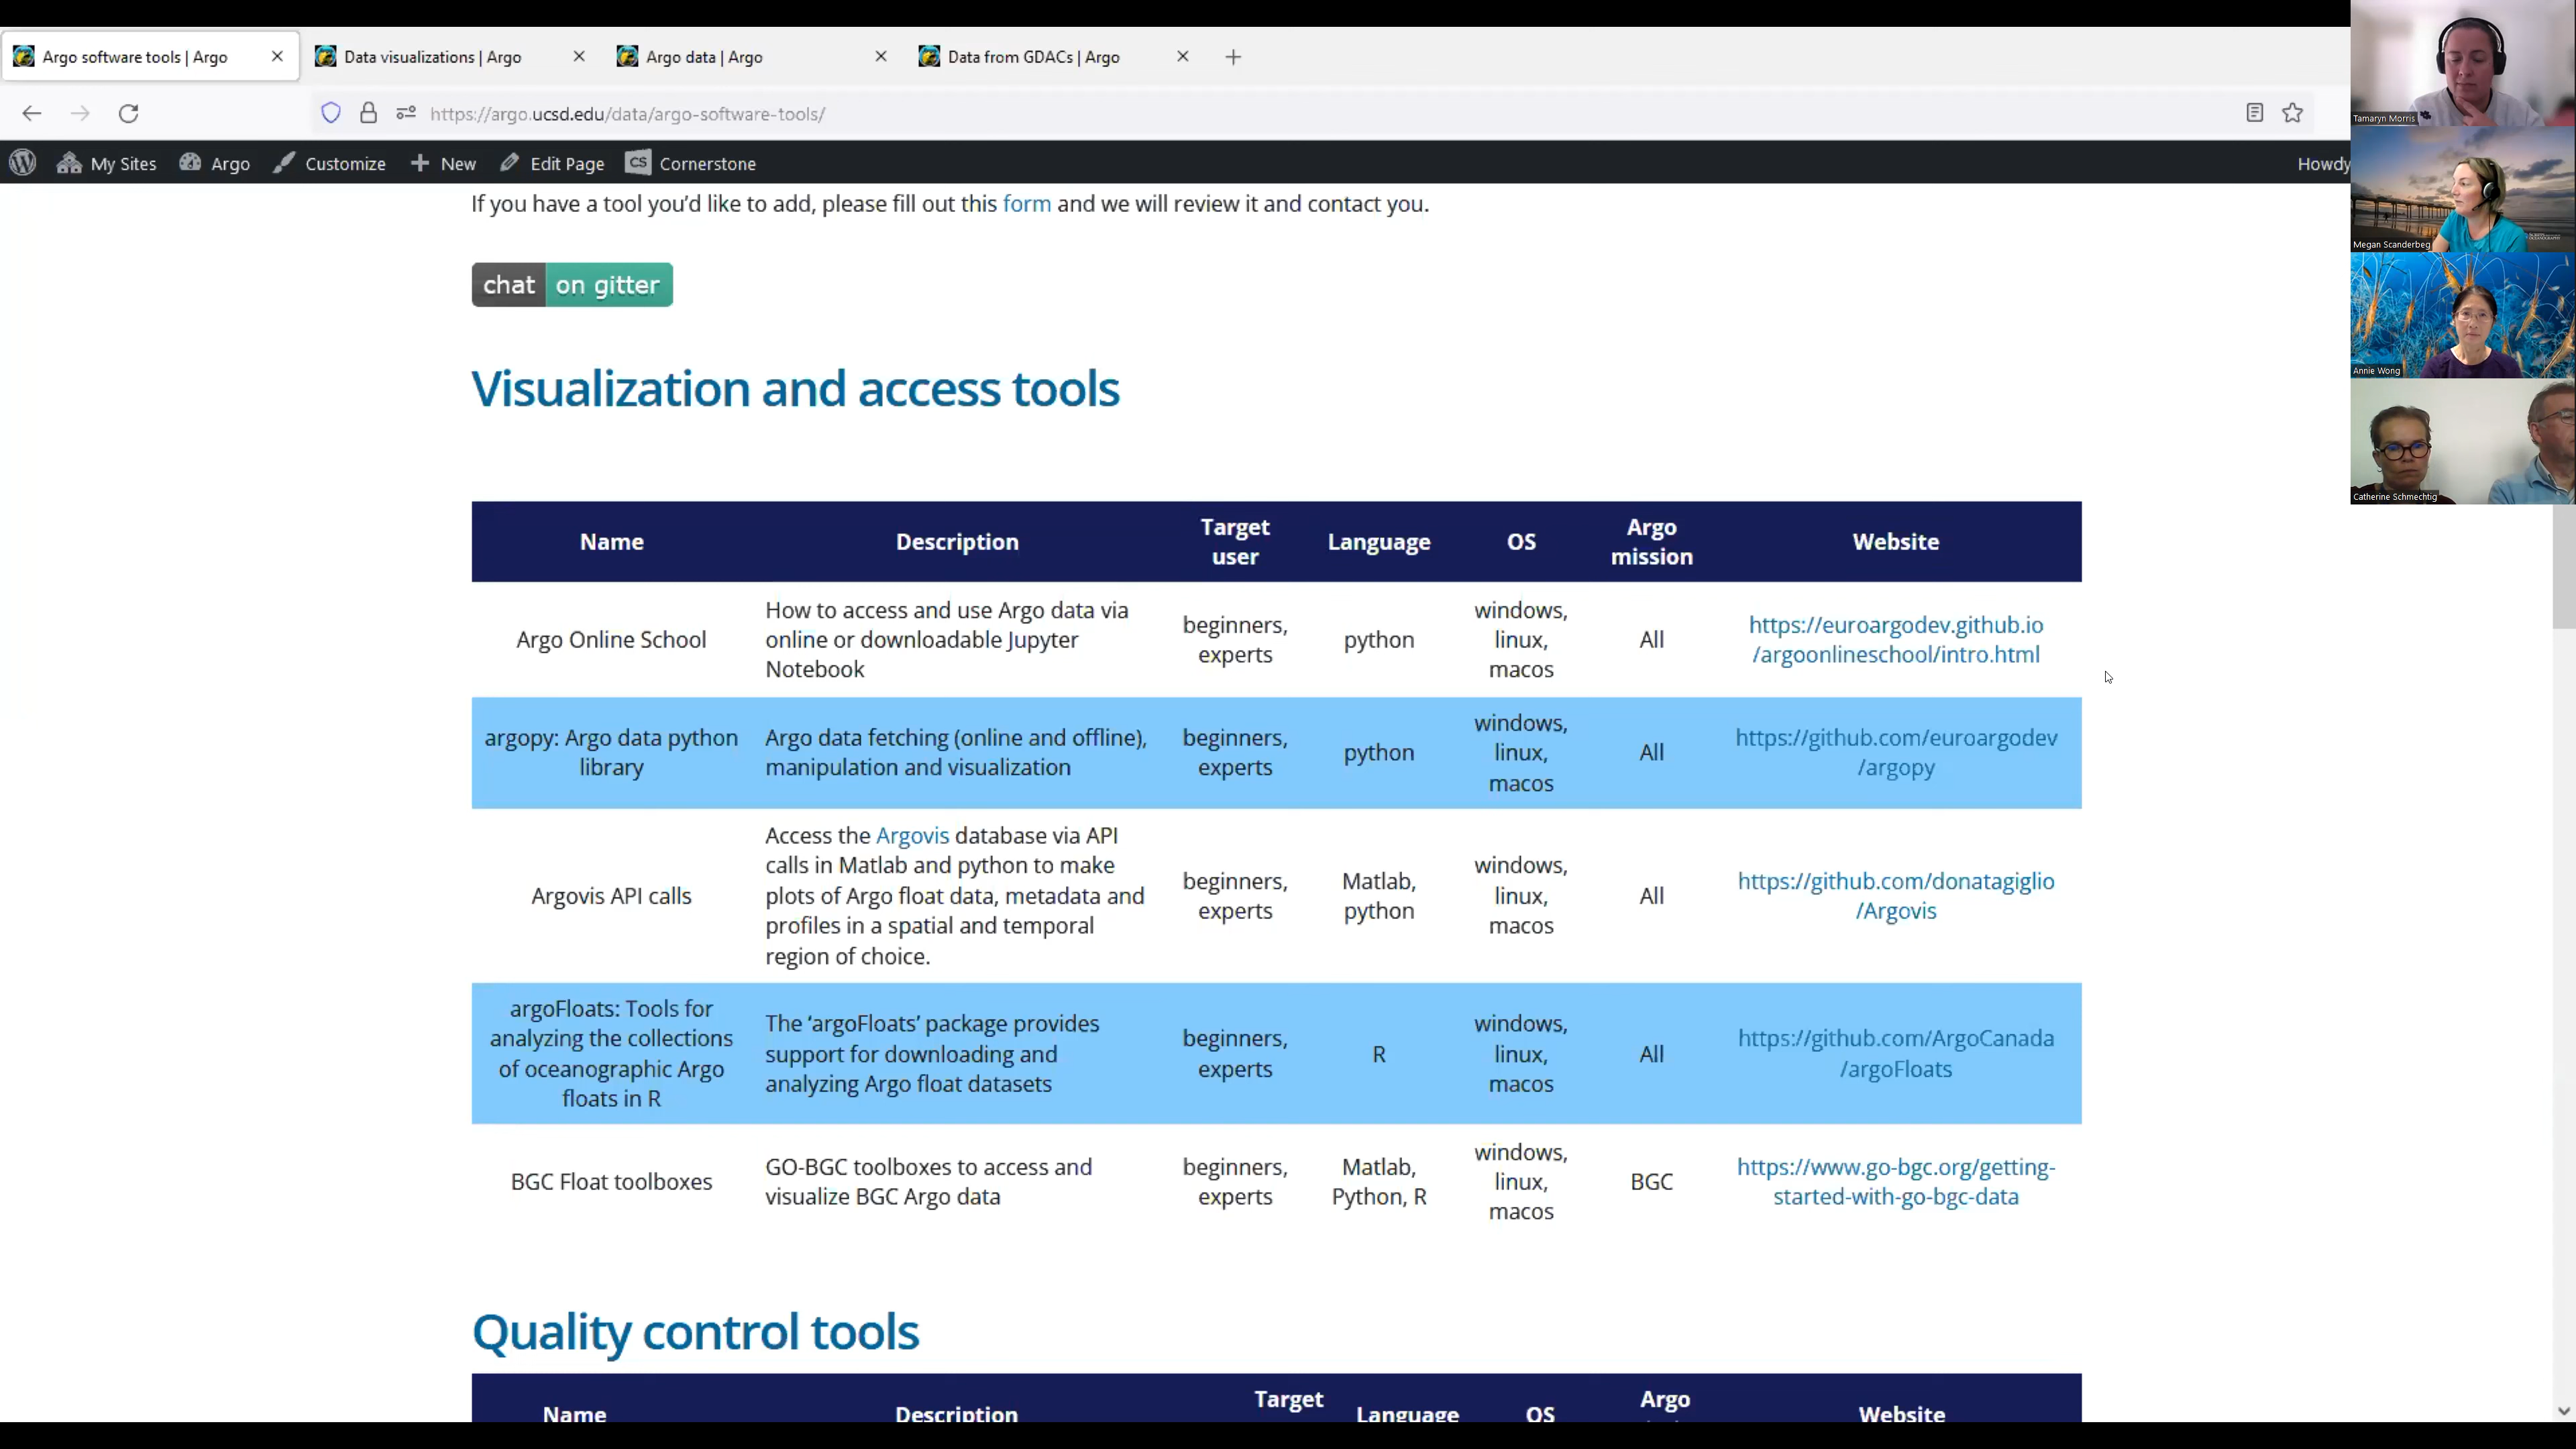 Argo software tools | Argo
Data visualizations | Argo
Argo data | Argo
Data from GDACs | Argo
https://argo.ucsd.edu/data/argo-software-tools/
My Sites
Argo
Customize
New
Edit Page
CS
Cornerstone
Howdy
If you have a tool you’d like to add, please fill out this form and we will review it and contact you.
chat on gitter
Visualization and access tools
Name
Description
Target
user
Language
OS
Argo
mission
Website
Argo Online School
How to access and use Argo data via
online or downloadable Jupyter
Notebook
beginners,
experts
python
windows,
linux,
macos
All
https://euroargodev.github.io
/argoonlineschool/intro.html
argopy: Argo data python
library
Argo data fetching (online and offline),
manipulation and visualization
beginners,
experts
python
windows,
linux,
macos
All
https://github.com/euroargodev
/argopy
Argovis API calls
Access the Argovis database via API
calls in Matlab and python to make
plots of Argo float data, metadata and
profiles in a spatial and temporal
region of choice.
beginners,
experts
Matlab,
python
windows,
linux,
macos
All
https://github.com/donatagiglio
/Argovis
argoFloats: Tools for
analyzing the collections
of oceanographic Argo
floats in R
The ‘argoFloats’ package provides
support for downloading and
analyzing Argo float datasets
beginners,
experts
R
windows,
linux,
macos
All
https://github.com/ArgoCanada
/argoFloats
BGC Float toolboxes
GO-BGC toolboxes to access and
visualize BGC Argo data
beginners,
experts
Matlab,
Python, R
windows,
linux,
macos
BGC
https://www.go-bgc.org/getting-
started-with-go-bgc-data
Quality control tools
Name
Description
Target
Language
OS
Argo
Website
Tamaryn Morris
Megan Scanderbeg
Annie Wong
Catherine Schmechtig